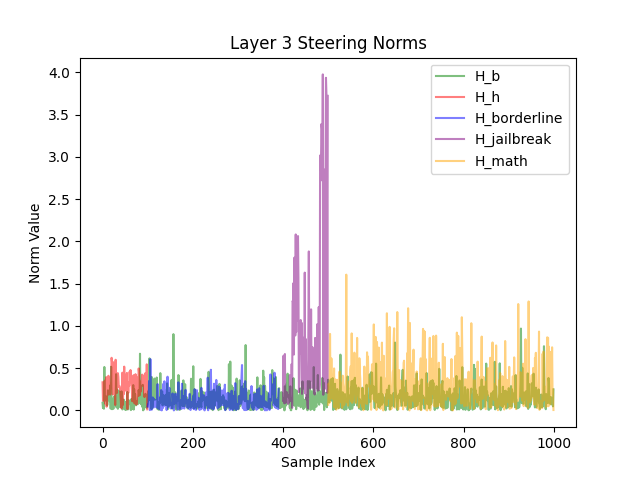 Layer 3 Steering Norms
Norm Value
4.0
3.5
3.0
2.5
2.0
1.5
1.0
0.5
0.0
H_b
H_h
H_borderline
H_jailbreak
H_math
0
200
400
600
800
1000
Sample Index